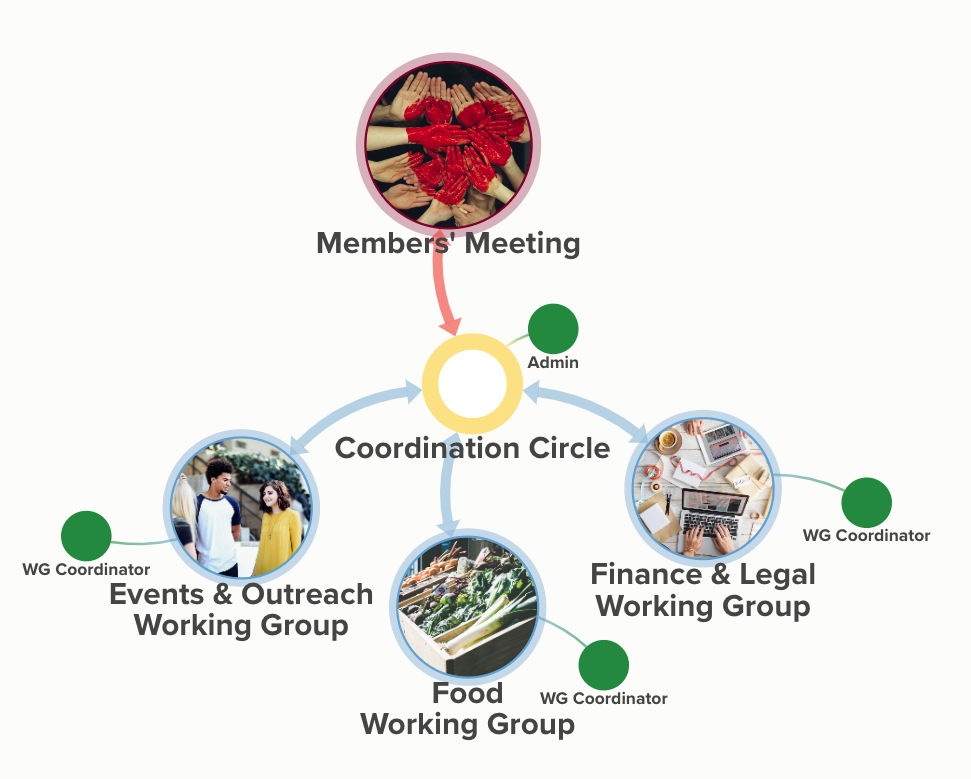 Members' Meeting
Admin
Coordination Circle
WG Coordinator
Events & Outreach
Working Group
Finance & Legal
Working Group
WG Coordinator
Food
Working Group
WG Coordinator